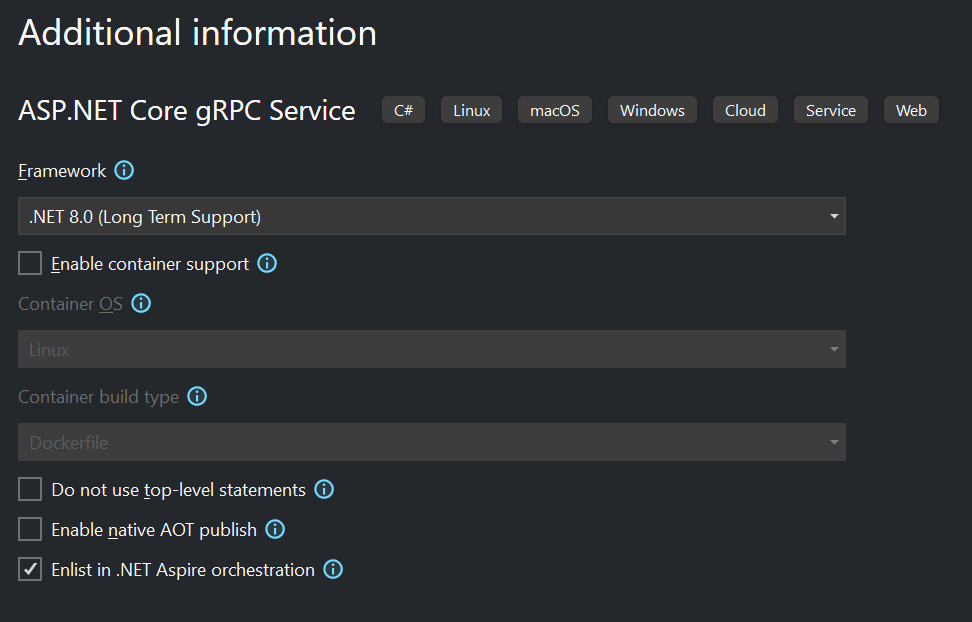 Additional information
ASP.NET Core gRPC Service C# Linux macOS Windows Cloud Service Web
Framework
.NET 8.0 (Long Term Support)
Enable container support
Container OS
Linux
Container build type
Dockerfile
Do not use top-level statements
Enable native AOT publish
Enlist in .NET Aspire orchestration